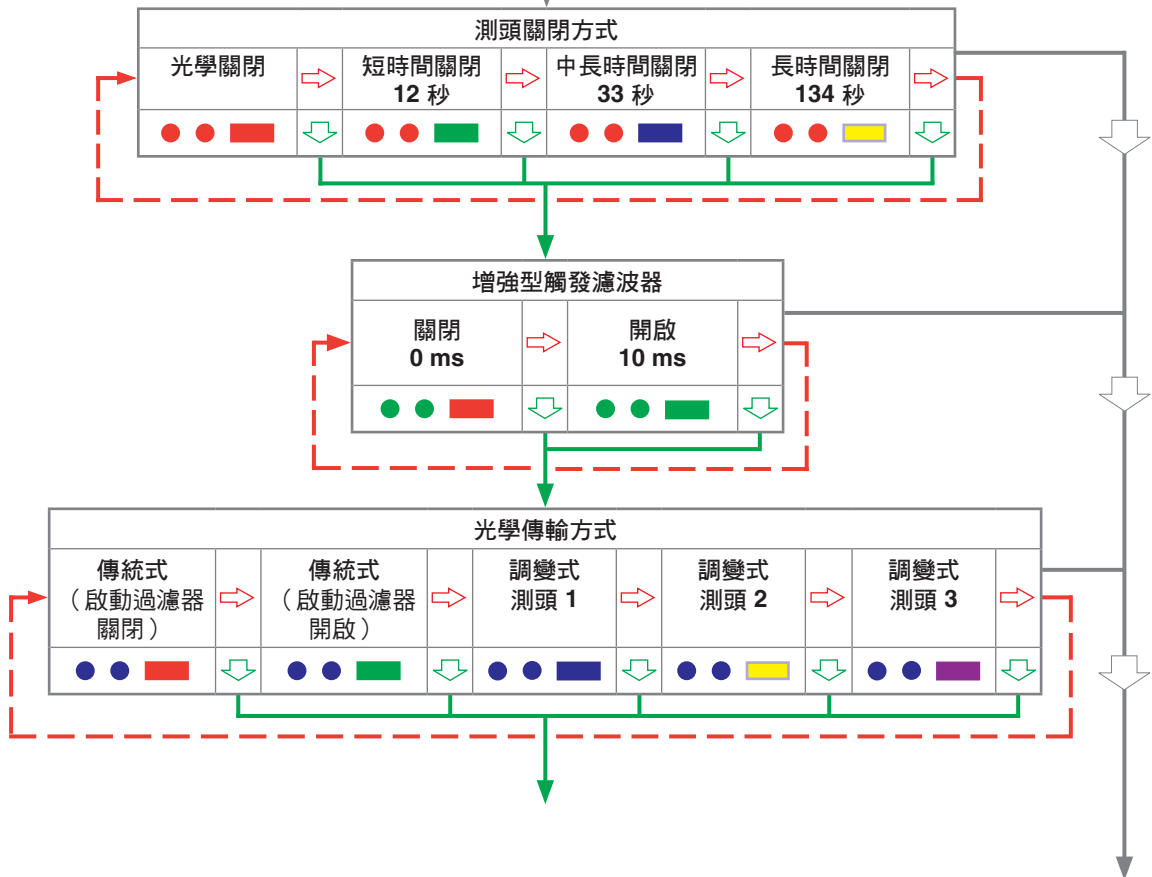 測頭關閉方式
光學關閉
短時間關閉
12 秒
中長時間關閉
33 秒
長時間關閉
134 秒
增強型觸發濾波器
關閉
0 ms
開啟
10 ms
光學傳輸方式
傳統式
（啟動過濾器
關閉）
傳統式
（啟動過濾器
開啟）
調變式
測頭 1
調變式
測頭 2
調變式
測頭 3